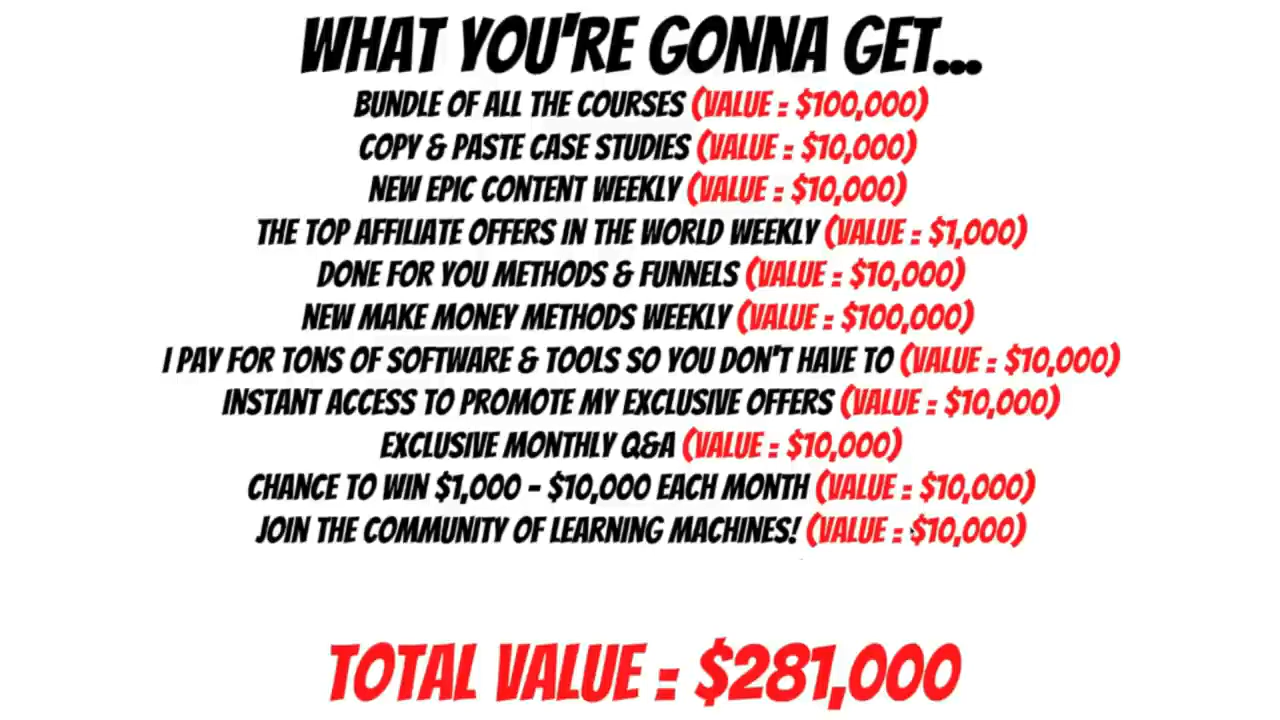 WHAT YOU'RE GONNA GET...
BUNDLE OF ALL THE COURSES (VALUE = $100,000)
COPY & PASTE CASE STUDIES (VALUE = $10,000)
NEW EPIC CONTENT WEEKLY (VALUE = $10,000)
THE TOP AFFILIATE OFFERS IN THE WORLD WEEKLY (VALUE = $1,000)
DONE FOR YOU METHODS & FUNNELS (VALUE = $10,000)
NEW MAKE MONEY METHODS WEEKLY (VALUE = $100,000)
I PAY FOR TONS OF SOFTWARE & TOOLS SO YOU DON'T HAVE TO (VALUE = $10,000)
INSTANT ACCESS TO PROMOTE MY EXCLUSIVE OFFERS (VALUE = $10,000)
EXCLUSIVE MONTHLY Q&A (VALUE = $10,000)
CHANCE TO WIN $1,000 - $10,000 EACH MONTH (VALUE = $10,000)
JOIN THE COMMUNITY OF LEARNING MACHINES! (VALUE = $10,000)
TOTAL VALUE = $281,000